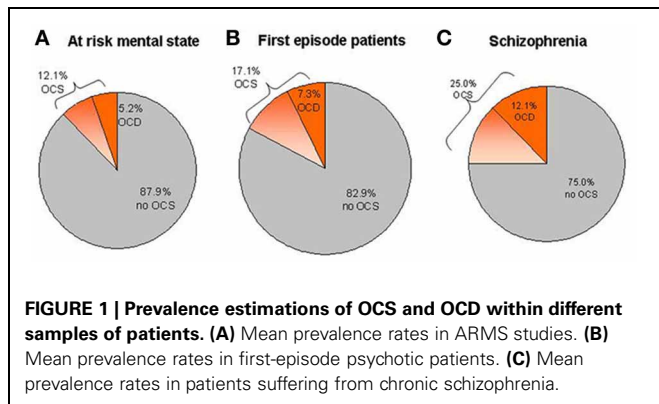 A At risk mental state
12.1%
OCS
5.2%
OCD
87.9%
no OCS
B First episode patients
17.1%
OCS
7.3%
OCD
82.9%
no OCS
C Schizophrenia
25.0%
OCS
12.1%
OCD
75.0%
no OCS
FIGURE 1 | Prevalence estimations of OCS and OCD within different
samples of patients. (A) Mean prevalence rates in ARMS studies. (B)
Mean prevalence rates in first-episode psychotic patients. (C) Mean
prevalence rates in patients suffering from chronic schizophrenia.